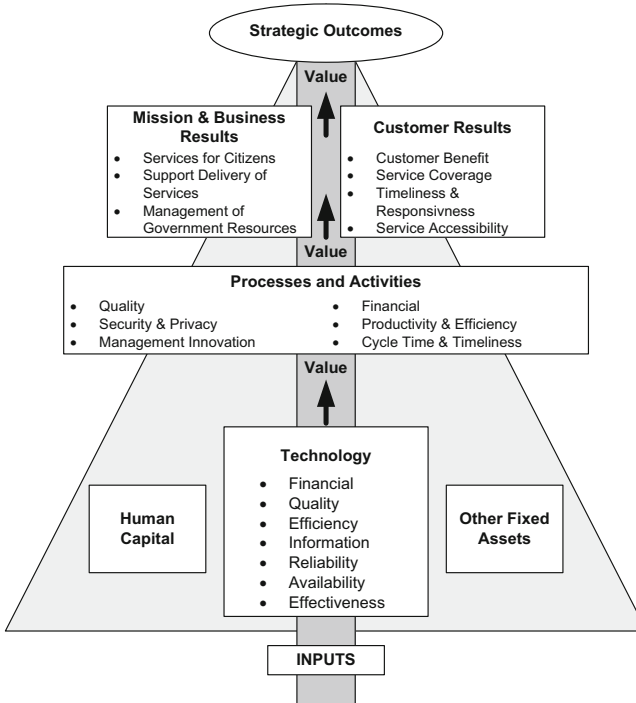 Strategic Outcomes
Value
Mission & Business
Results
• Services for Citizens
• Support Delivery of
Services
• Management of
Government Resources
Customer Results
• Customer Benefit
• Service Coverage
• Timeliness &
Responsivness
• Service Accessibility
Value
Processes and Activities
• Quality
• Security & Privacy
• Management Innovation
• Financial
• Productivity & Efficiency
• Cycle Time & Timeliness
Value
Technology
• Financial
• Quality
• Efficiency
• Information
• Reliability
• Availability
• Effectiveness
Human
Capital
Other Fixed
Assets
INPUTS